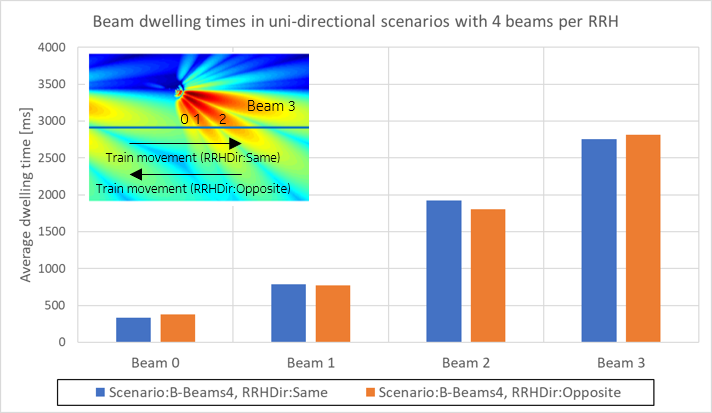 Beam dwelling times in uni-directional scenarios with 4 beams per RRH
Average dwelling time [ms]
4000
3500
3000
2500
2000
1500
1000
500
0
Beam 3
0 1 2
Train movement (RRHDir:Same)
Train movement (RRHDir:Opposite)
Beam 0 Beam 1 Beam 2 Beam 3
Scenario:B-Beams4, RRHDir:Same Scenario:B-Beams4, RRHDir:Opposite